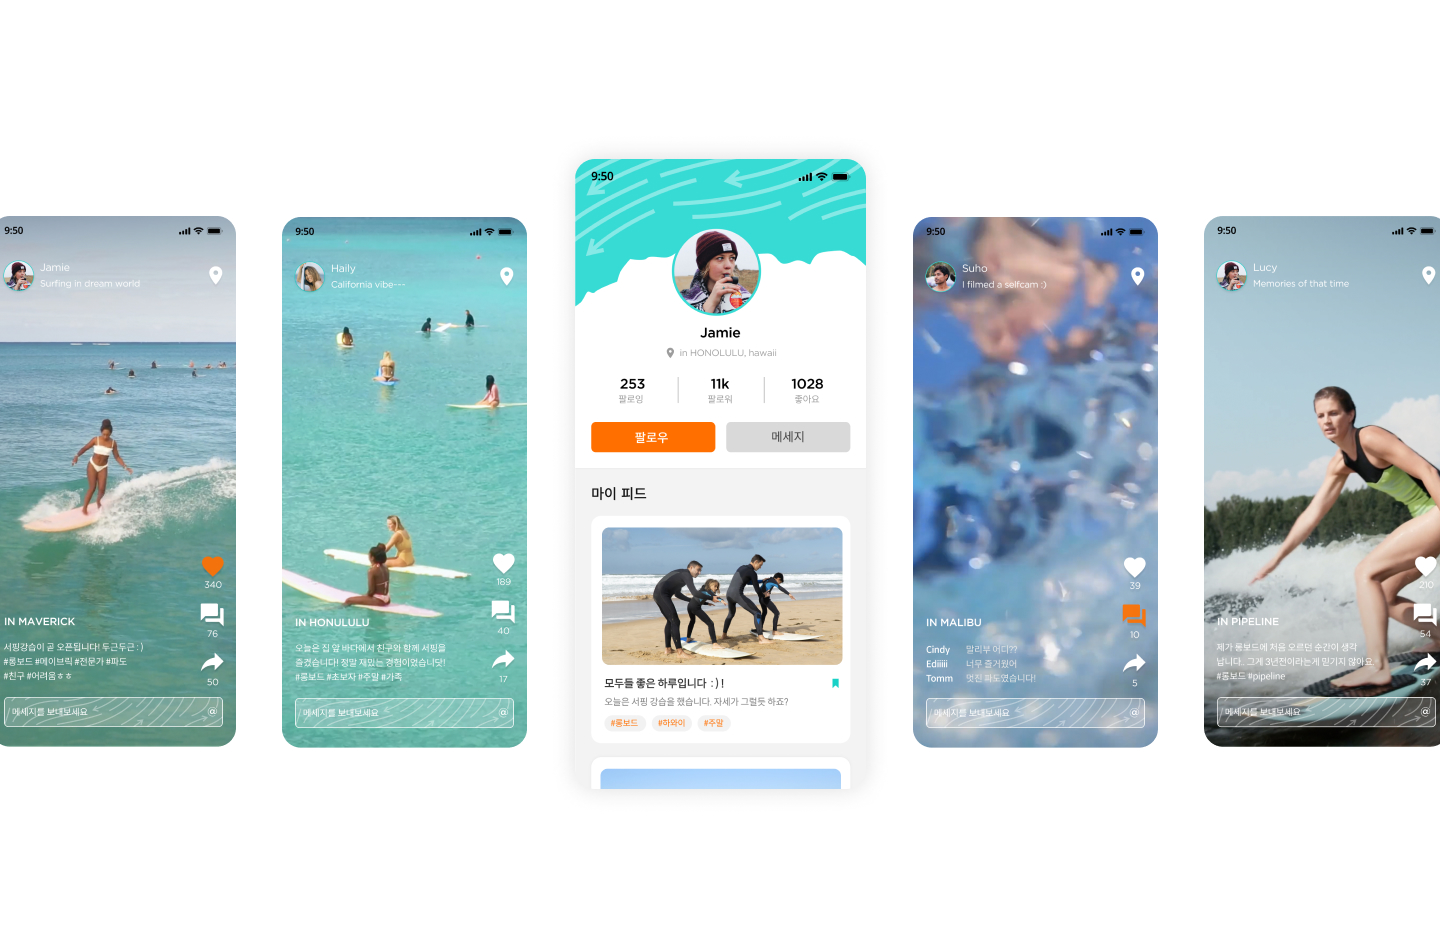 9:50
Jamie
Surfing in dream world
340
76
50
IN MAVERICK
서핑강습이 곧 오픈됩니다! 두근두근 : )
#롱보드 #메이브릭 #전문가 #파도
#친구 #어려움ㅎㅎ
메세지를 보내보세요 @
9:50
Haily
California vibe~~~
189
40
17
IN HONULULU
오늘은 집 앞 바다에서 친구와 함께 서핑을
즐겼습니다! 정말 재밌는 경험이었습니닷!!
#롱보드 #초보자 #주말 #가족
메세지를 보내보세요 @
9:50
Jamie
in HONOLULU, hawaii
253 11k 1028
팔로잉 팔로워 좋아요
팔로우 메세지
마이 피드
모두들 좋은 하루입니다 : ) !
오늘은 서핑 강습을 했습니다. 자세가 그럴듯 하죠?
#롱보드 #하와이 #주말
9:50
Suho
I filmed a selfcam :)
39
10
5
IN MALIBU
Cindy 말리부 어디??
Ediiiii 너무 즐거웠어
Tomm 멋진 파도였습니다!
메세지를 보내보세요 @
9:50
Lucy
Memories of that time
210
54
37
IN PIPELINE
제가 롱보드에 처음 오르던 순간이 생각
납니다.. 그게 3년전이라는게 믿기지 않아요
#롱보드 #pipeline
메세지를 보내보세요 @